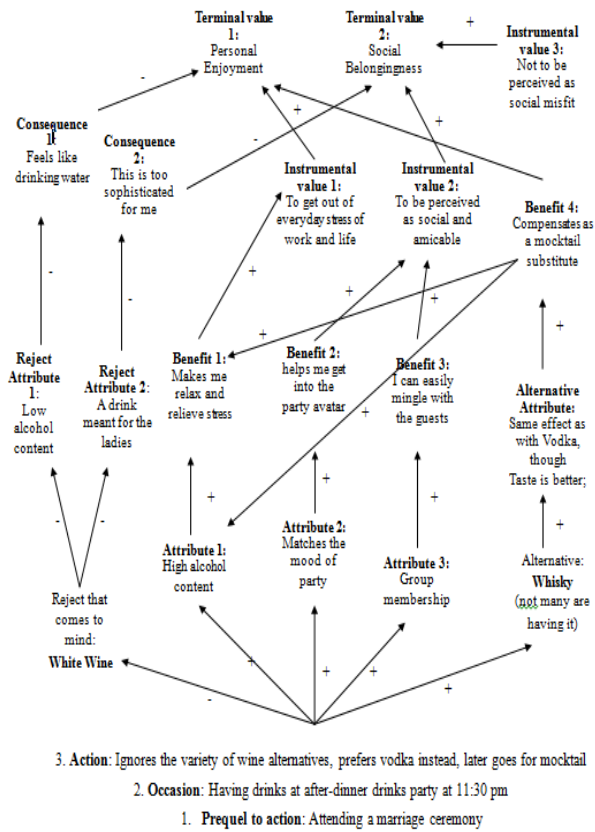 Terminal value
1:
Personal
Enjoyment
Terminal value
2:
Social
Belongingness
+
Instrumental
value 3:
Not to be
perceived as
social misfit
-
Consequence
1:
Feels like
drinking water
Consequence
2:
This is too
sophisticated
for me
-
+
+
Instrumental
value 1:
To get out of
everyday stress of
work and life
Instrumental
value 2:
To be perceived
as social and
amicable
Benefit 4:
Compensates as
a mocktail
substitute
-
-
+
+
+
+
+
Reject
Attribute
1:
Low
alcohol
content
Reject
Attribute 2:
A drink
meant for the
ladies
Benefit 1:
Makes me
relax and
relieve stress
Benefit 2:
helps me get
into the
party avatar
Benefit 3:
I can easily
mingle with
the guests
+
Alternative
Attribute:
Same effect as
with Vodka,
though
Taste is better;
-
-
+
+
+
+
Attribute 1:
High alcohol
content
Attribute 2:
Matches the
mood of
party
Attribute 3:
Group
membership
Alternative:
Whisky
(not many are
having it)
Reject that
comes to
mind:
White Wine
-
+
+
+
+
3. Action: Ignores the variety of wine alternatives, prefers vodka instead, later goes for mocktail
2. Occasion: Having drinks at after-dinner drinks party at 11:30 pm
1. Prequel to action: Attending a marriage ceremony